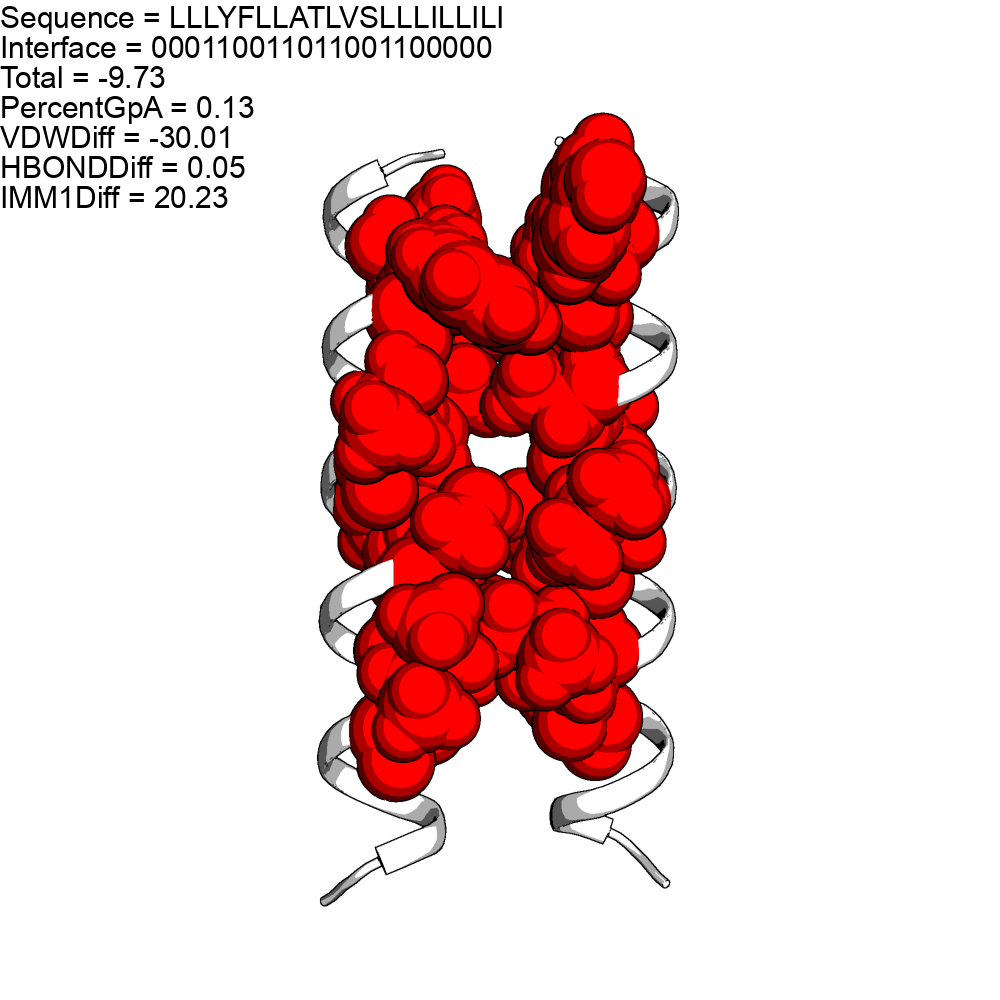 Sequence = LLLYFLLATLVSLLLILLILI
Interface = 000110011011001100000
Total = -9.73
PercentGpA = 0.13
VDWDiff = -30.01
HBONDDiff = 0.05
IMM1Diff = 20.23